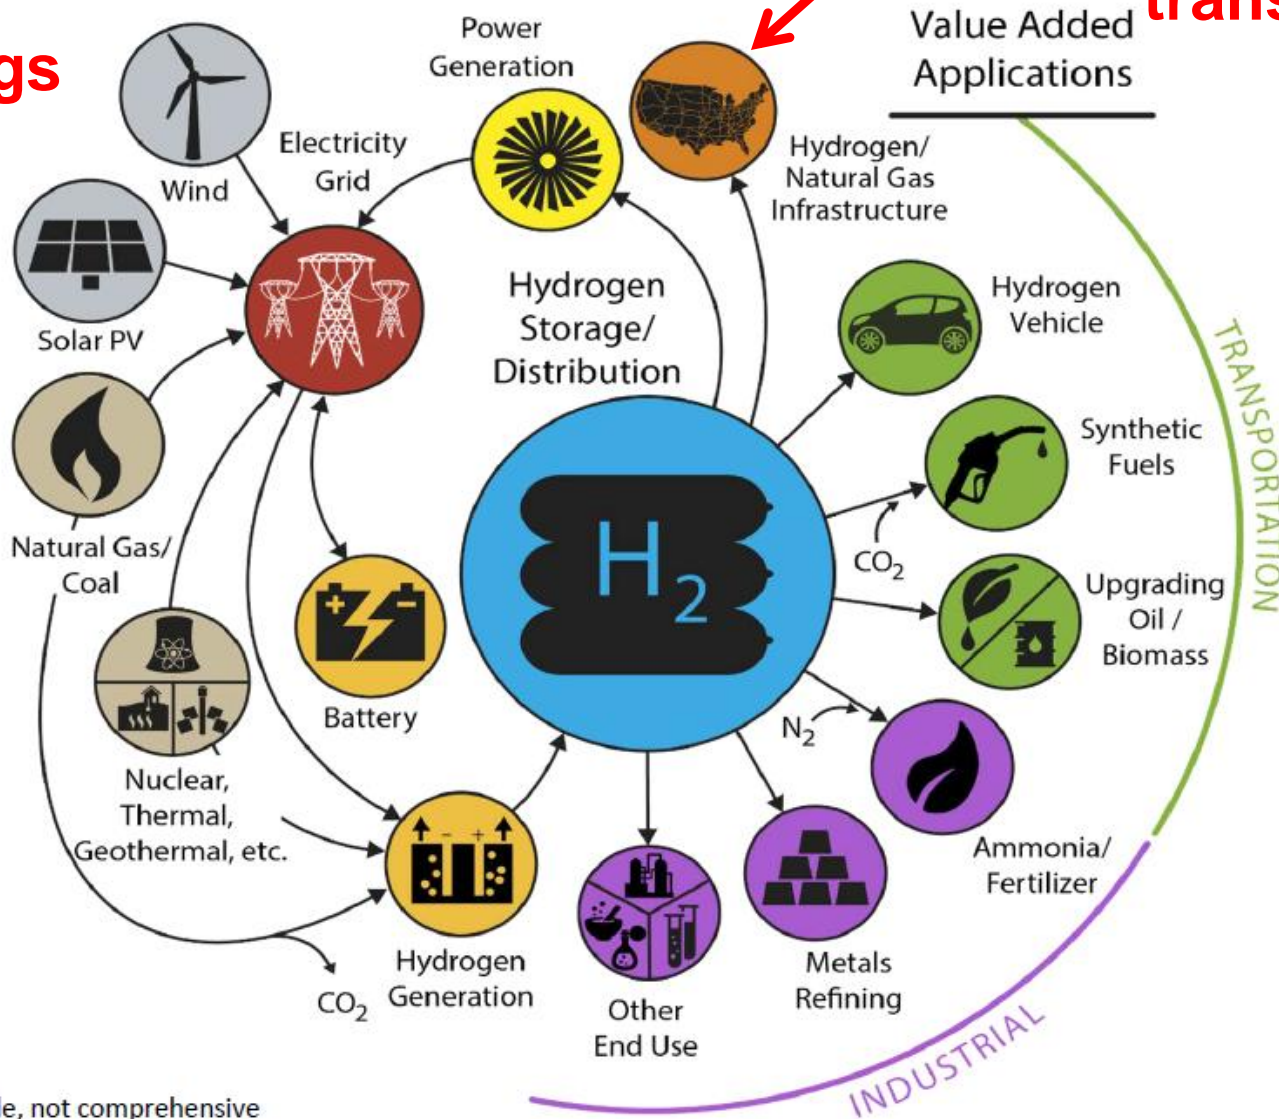 Value Added
Applications
Power
Generation
Electricity
Grid
Wind
Hydrogen/
Natural Gas
Infrastructure
Solar PV
Hydrogen
Storage/
Distribution
Hydrogen
Vehicle
Synthetic
Fuels
CO2
H2
Natural Gas/
Coal
+ -
Battery
Upgrading
Oil /
Biomass
TRANSPORTATION
N2
Nuclear,
Thermal,
Geothermal, etc.
- +
Ammonia/
Fertilizer
Hydrogen
Generation
CO2
Metals
Refining
Other
End Use
INDUSTRIAL
not comprehensive